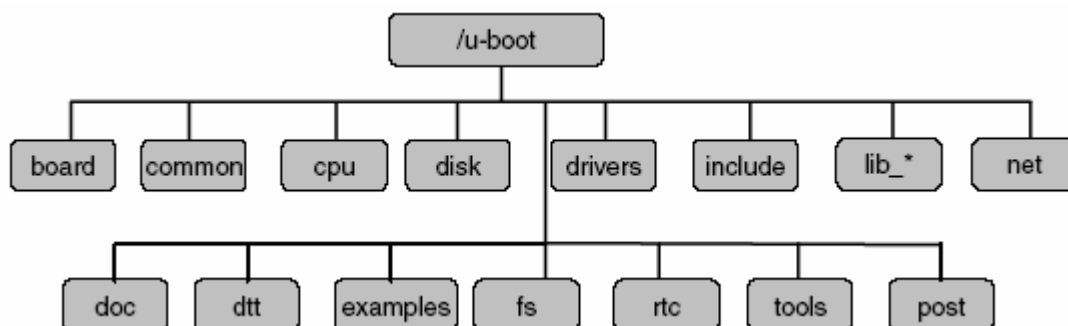 /u-boot
board common cpu disk drivers include lib_* net
doc dtt examples fs rtc tools post